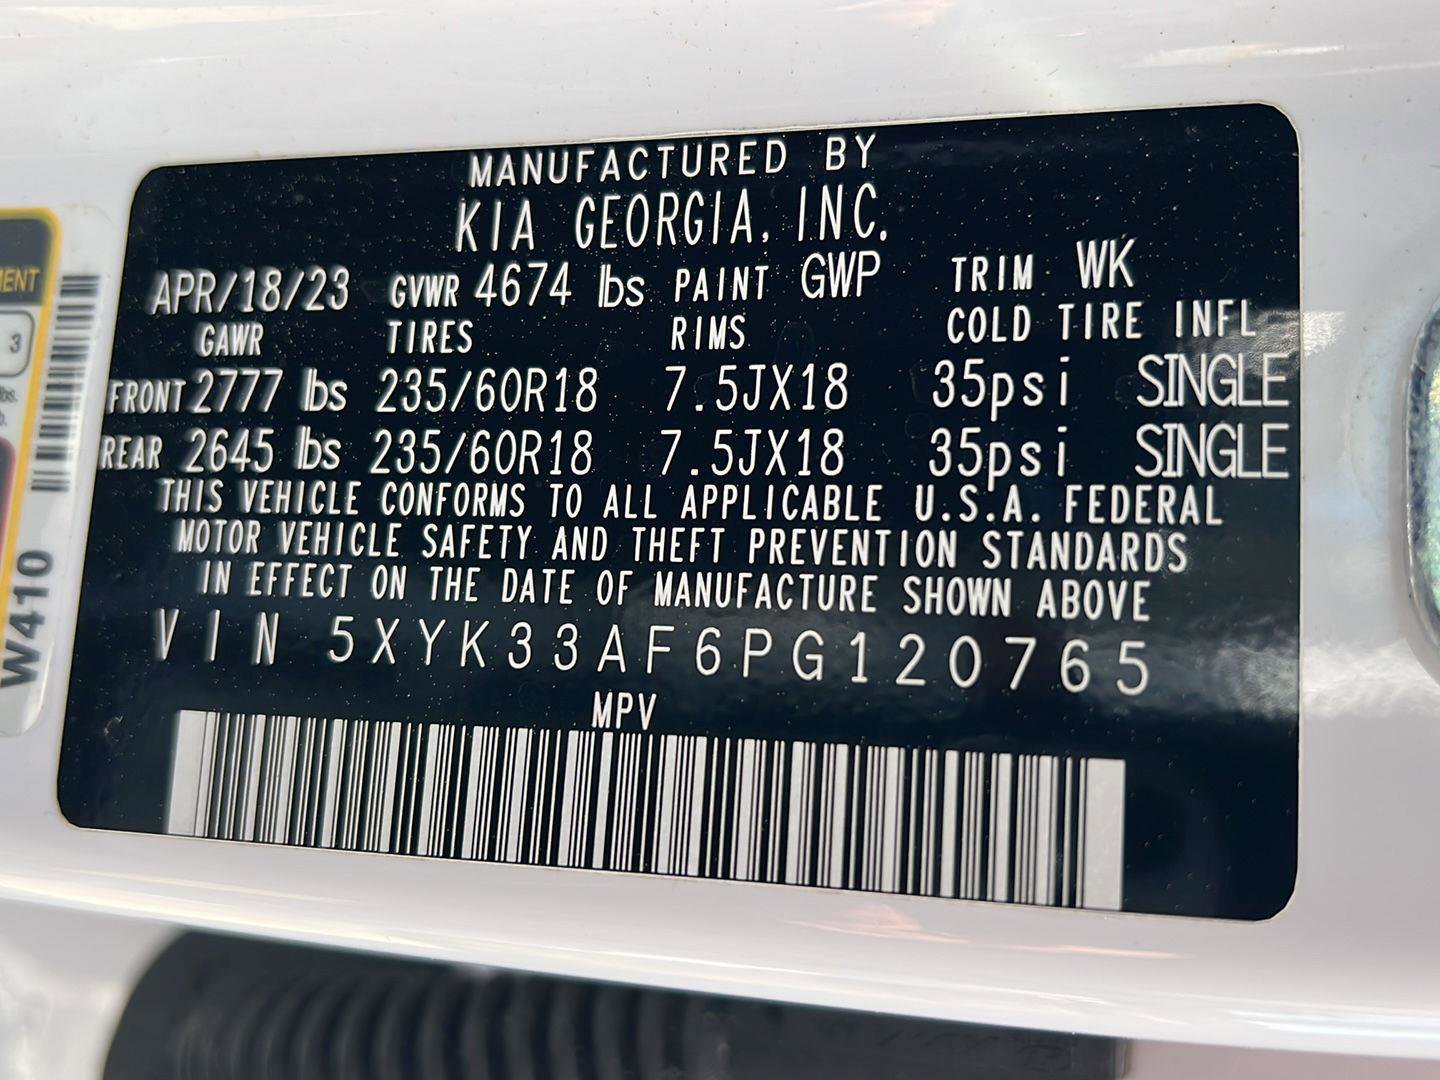 MANUFACTURED BY
KIA GEORGIA, INC.
APR/18/23 GVWR 4674 lbs PAINT GWP TRIM WK
GAWR TIRES RIMS COLD TIRE INFL
FRONT 2777 lbs 235/60R18 7.5JX18 35psi SINGLE
REAR 2645 lbs 235/60R18 7.5JX18 35psi SINGLE
THIS VEHICLE CONFORMS TO ALL APPLICABLE U.S.A. FEDERAL
MOTOR VEHICLE SAFETY AND THEFT PREVENTION STANDARDS
IN EFFECT ON THE DATE OF MANUFACTURE SHOWN ABOVE
VIN 5XYK33AF6PG120765
MPV
3
W410